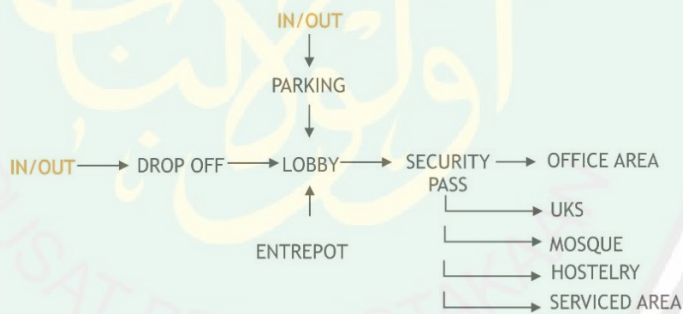 IN/OUT
PARKING
IN/OUT DROP OFF LOBBY SECURITY PASS OFFICE AREA
ENTREPOT
UKS
MOSQUE
HOSTELRY
SERVICED AREA